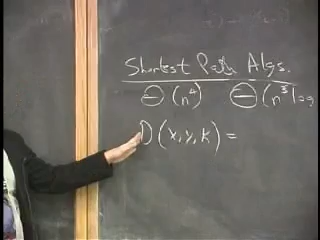 Shortest Path Algs.
Θ(n⁴) Θ(n³log
D(x,y,k) =